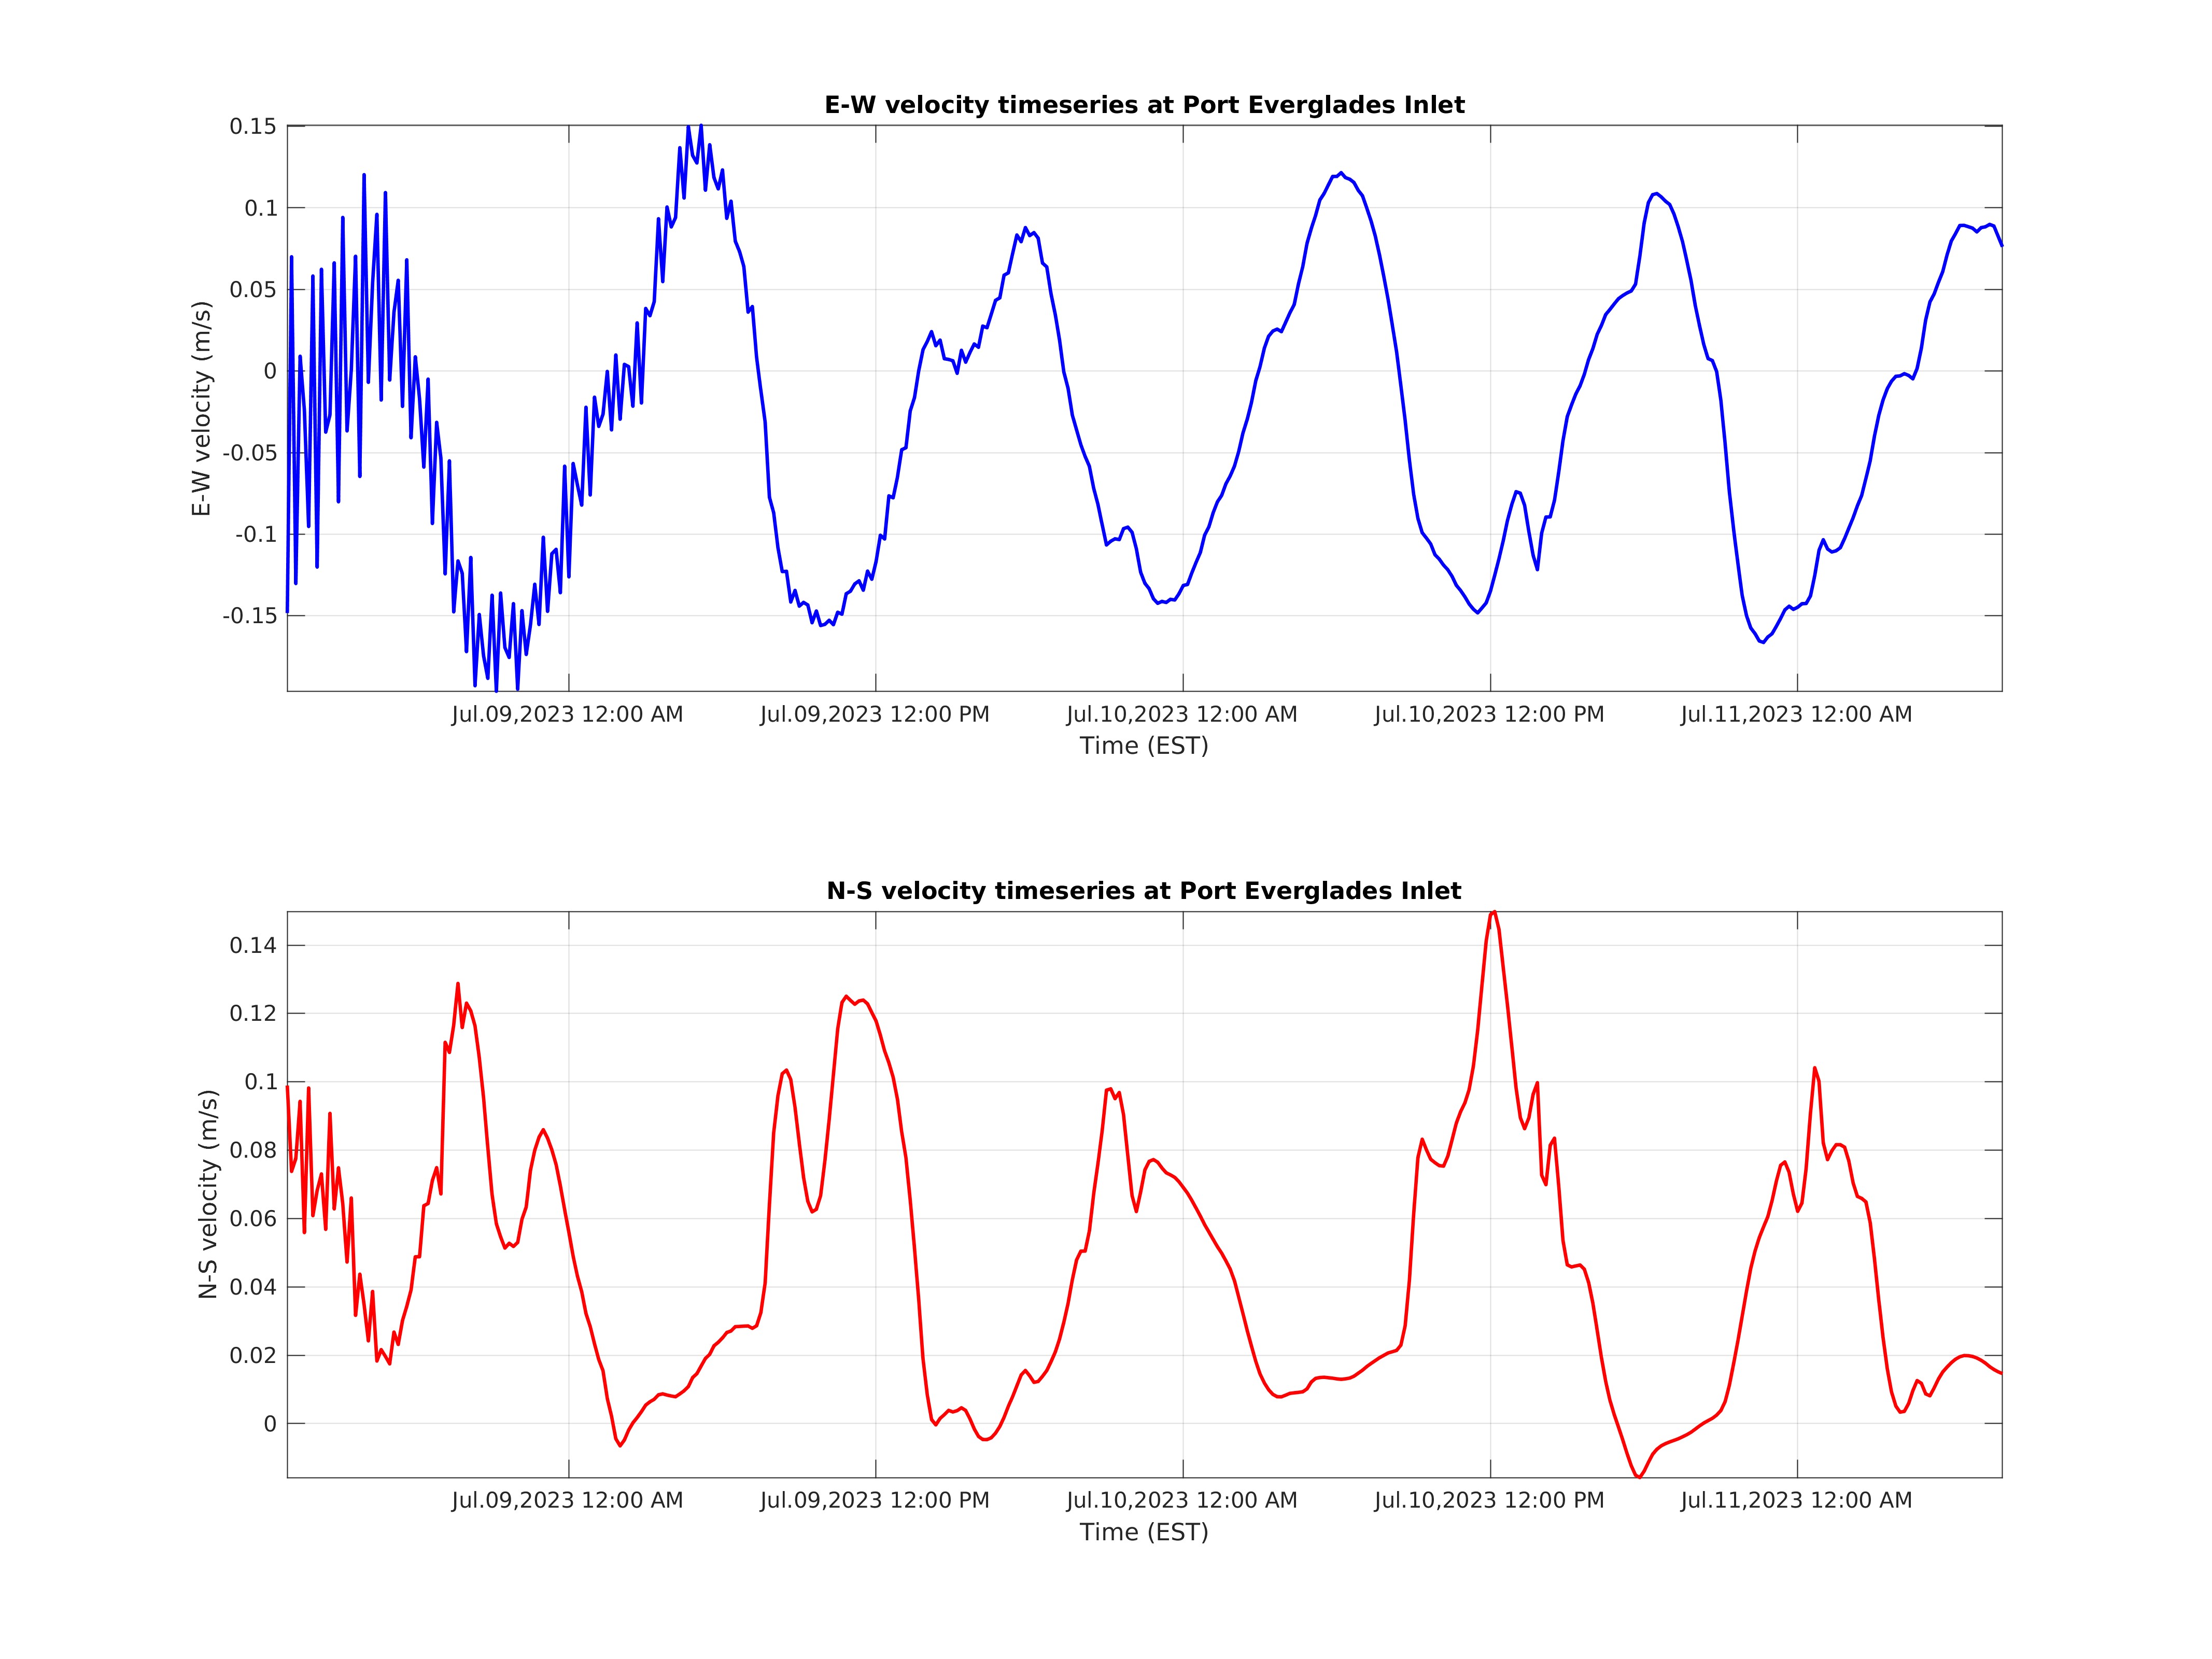 E-W velocity timeseries at Port Everglades Inlet
0.15
0.1
0.05
0
-0.05
-0.1
-0.15
E-W velocity (m/s)
Jul.09,2023 12:00 AM Jul.09,2023 12:00 PM Jul.10,2023 12:00 AM Jul.10,2023 12:00 PM Jul.11,2023 12:00 AM
Time (EST)
N-S velocity timeseries at Port Everglades Inlet
0.14
0.12
0.1
0.08
0.06
0.04
0.02
0
N-S velocity (m/s)
Jul.09,2023 12:00 AM Jul.09,2023 12:00 PM Jul.10,2023 12:00 AM Jul.10,2023 12:00 PM Jul.11,2023 12:00 AM
Time (EST)